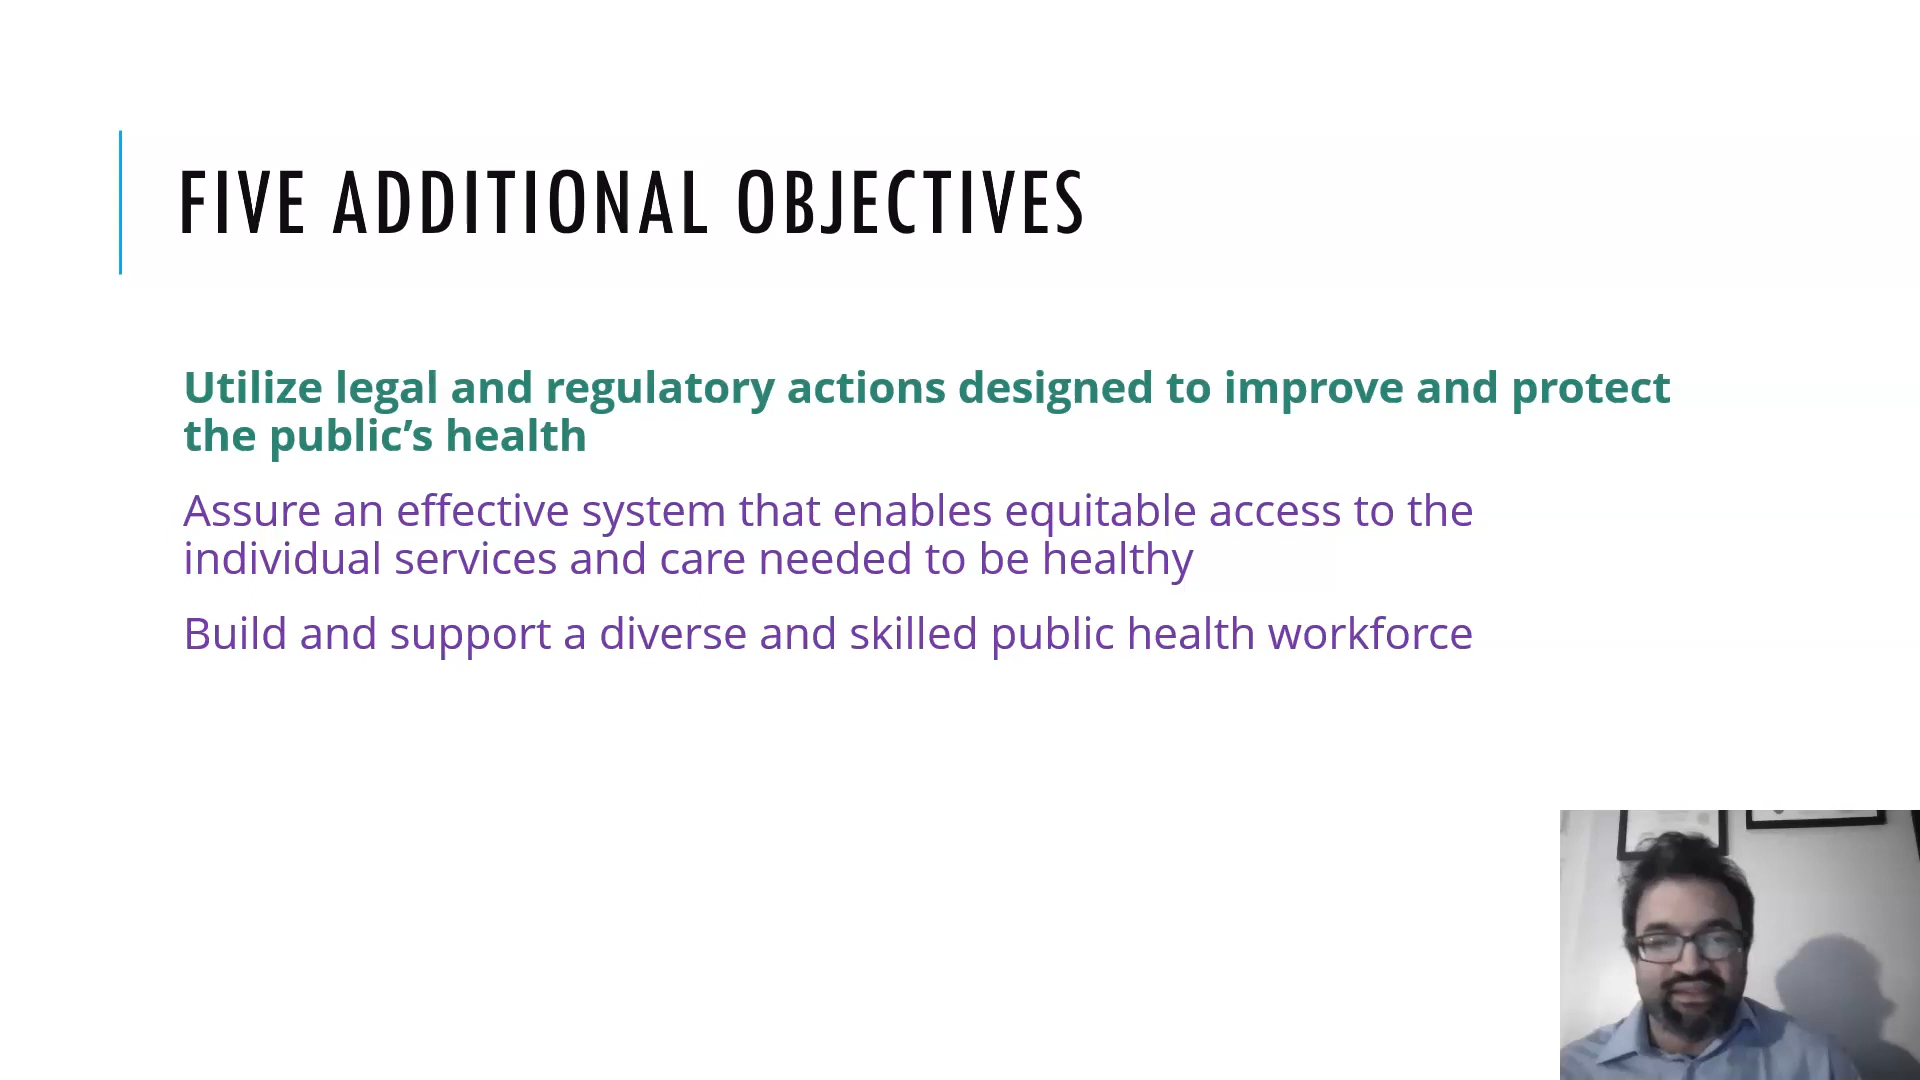 FIVE ADDITIONAL OBJECTIVES
Utilize legal and regulatory actions designed to improve and protect
the public’s health
Assure an effective system that enables equitable access to the
individual services and care needed to be healthy
Build and support a diverse and skilled public health workforce